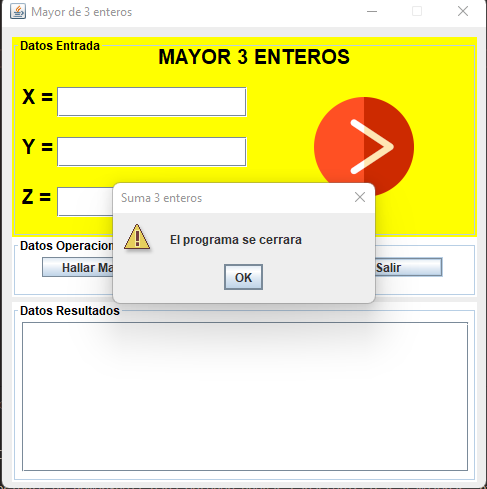 Mayor de 3 enteros
Datos Entrada
MAYOR 3 ENTEROS
X =
Y =
Z =
Suma 3 enteros
El programa se cerrara
OK
Datos Operacion
Hallar Ma
Salir
Datos Resultados